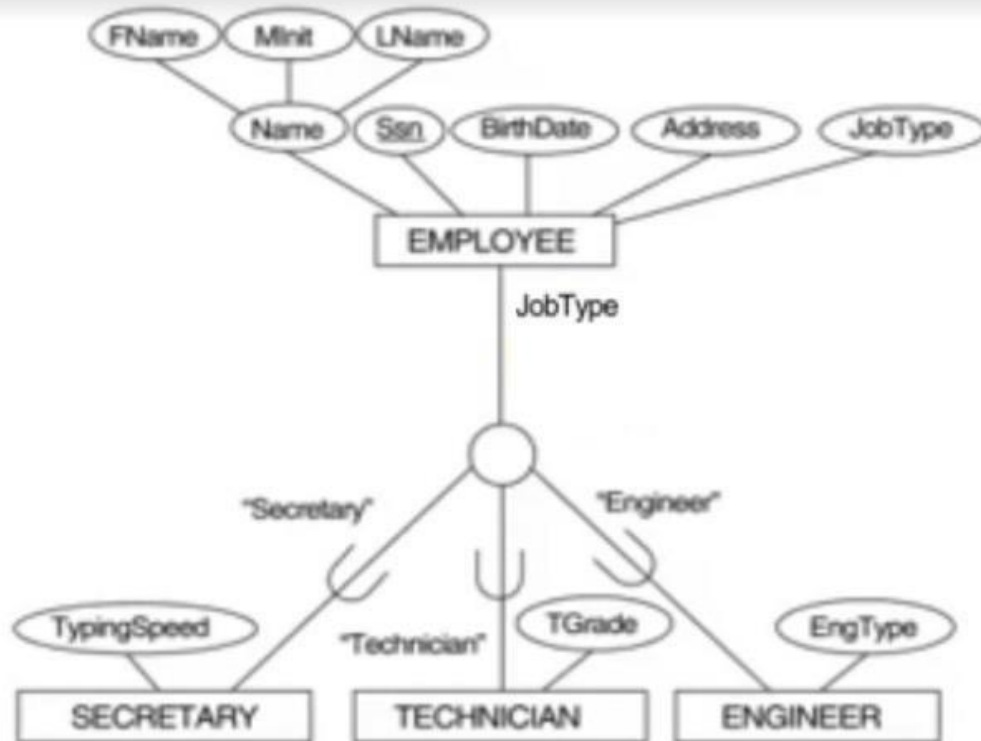 FName MInit LName
Name Ssn BirthDate Address JobType
EMPLOYEE
JobType
"Secretary" "Engineer"
TypingSpeed "Technician" TGrade EngType
SECRETARY TECHNICIAN ENGINEER